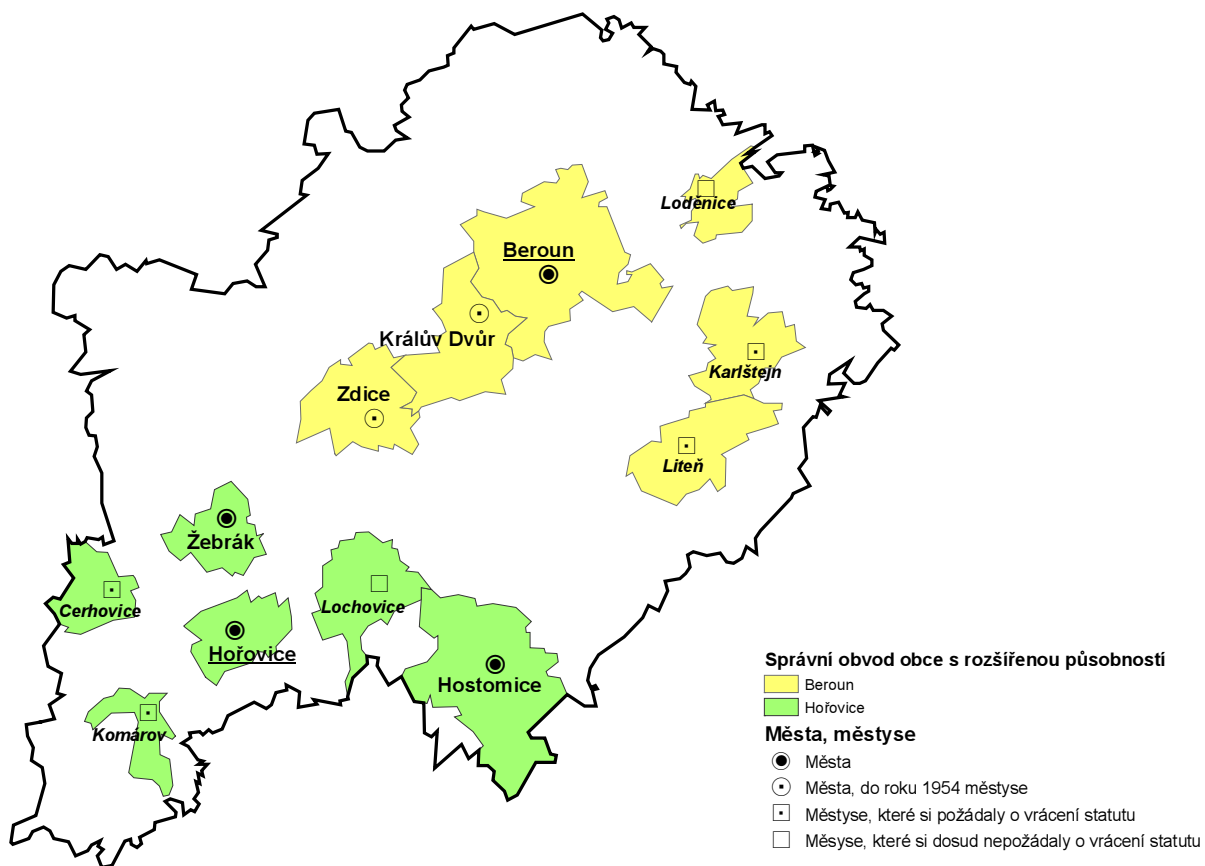 Loděnice
Beroun
Králův Dvůr
Karlštejn
Zdice
Liteň
Žebrák
Cerhovice
Lochovice
Hořovice
Hostomice
Komárov
Správní obvod obce s rozšířenou působností
Beroun
Hořovice
Města, městyse
Města
Města, do roku 1954 městyse
Městyse, které si požádaly o vrácení statutu
Měsyse, které si dosud nepožádaly o vrácení statutu